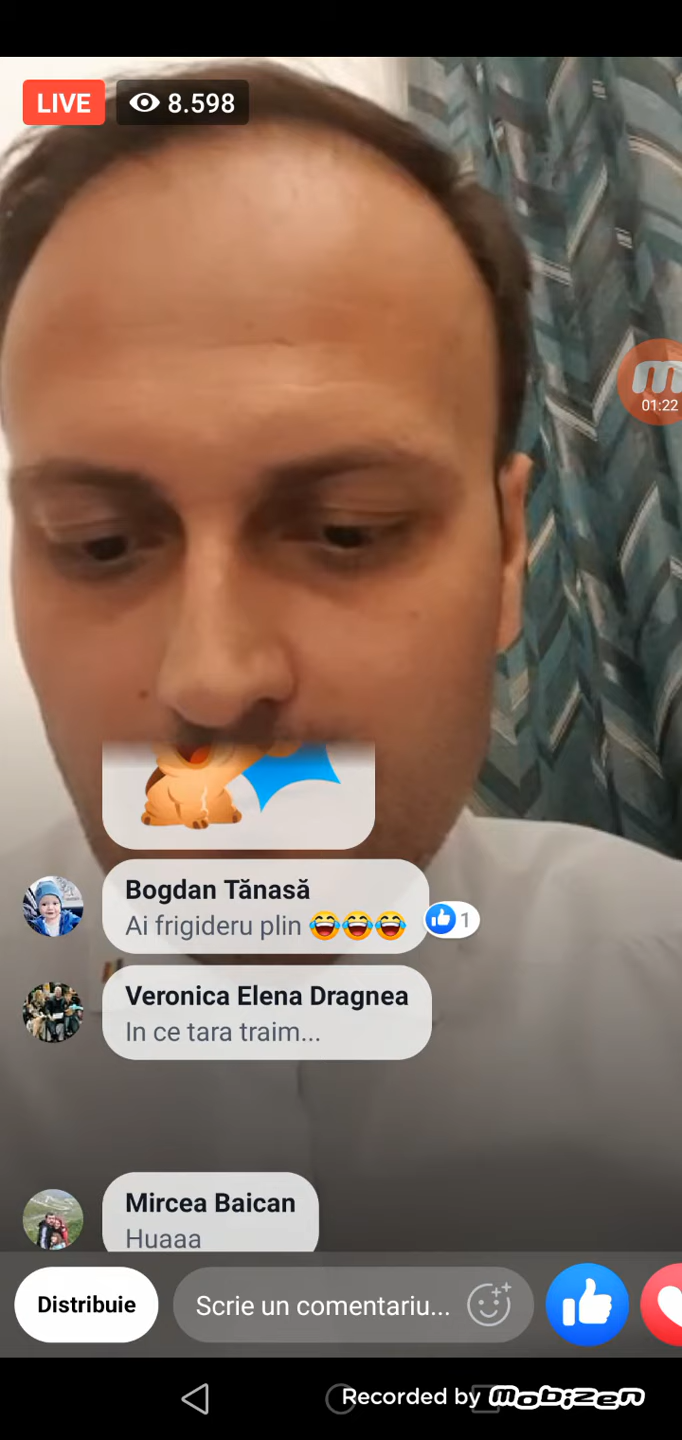 LIVE
8.598
01:22
Bogdan Tănasă
Ai frigideru plin 😂😂😂
1
Veronica Elena Dragnea
In ce tara traim...
Mircea Baican
Huaaa
Distribuie
Scrie un comentariu...
Recorded by mobizen